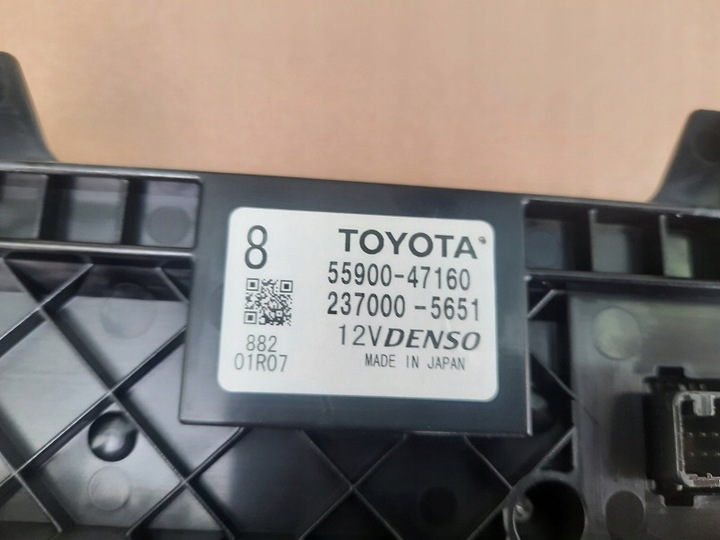 8 TOYOTA
55900-47160
237000-5651
882 12V DENSO
01R07 MADE IN JAPAN